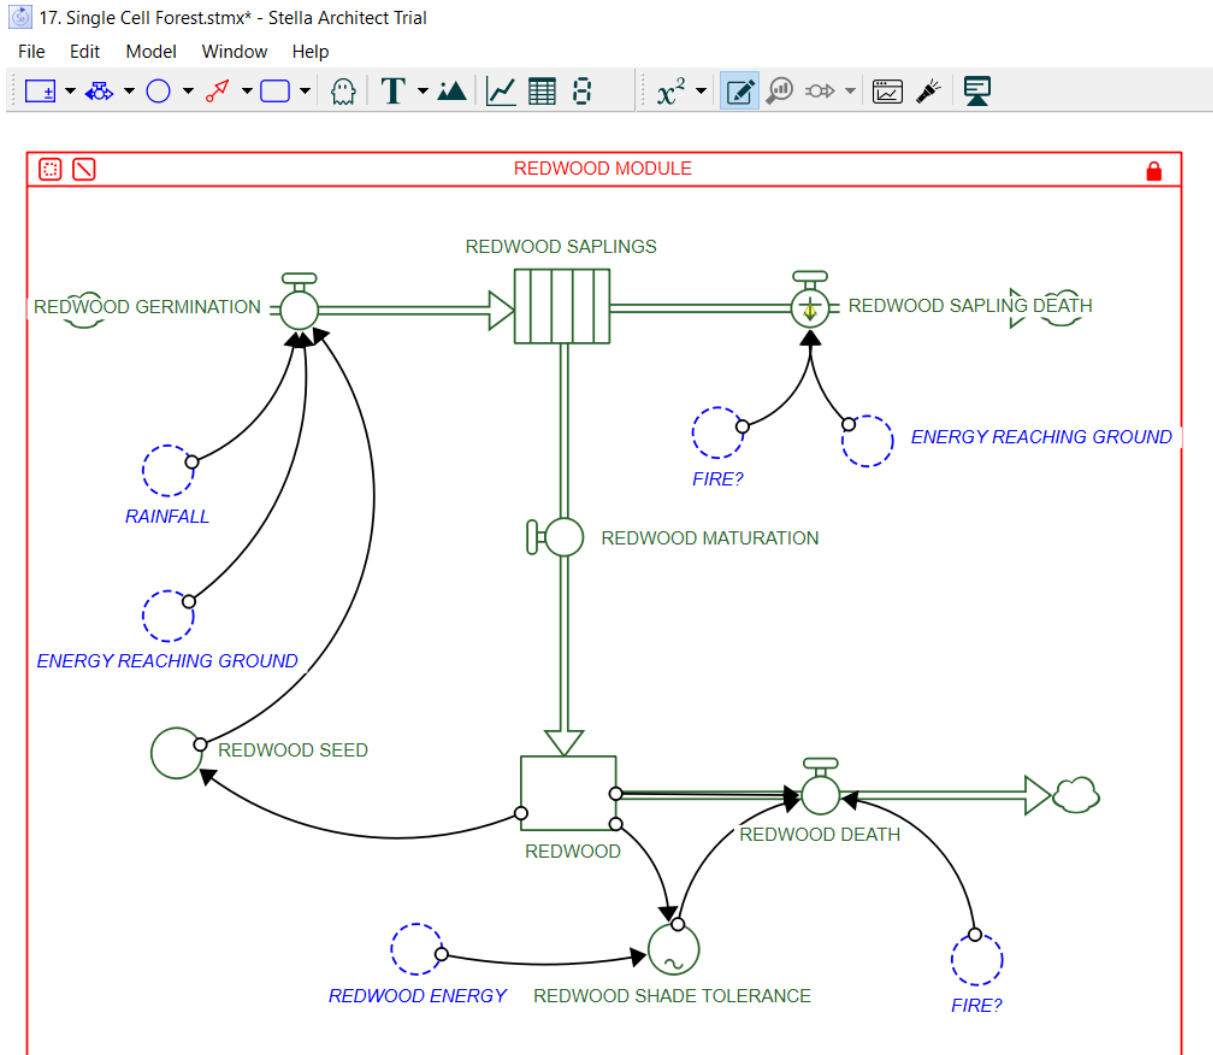 17. Single Cell Forest.stmx* - Stella Architect Trial
File Edit Model Window Help
T x²
REDWOOD MODULE
REDWOOD SAPLINGS
REDWOOD GERMINATION
REDWOOD SAPLING DEATH
ENERGY REACHING GROUND
FIRE?
RAINFALL
REDWOOD MATURATION
ENERGY REACHING GROUND
REDWOOD SEED
REDWOOD DEATH
REDWOOD
REDWOOD ENERGY
REDWOOD SHADE TOLERANCE
FIRE?